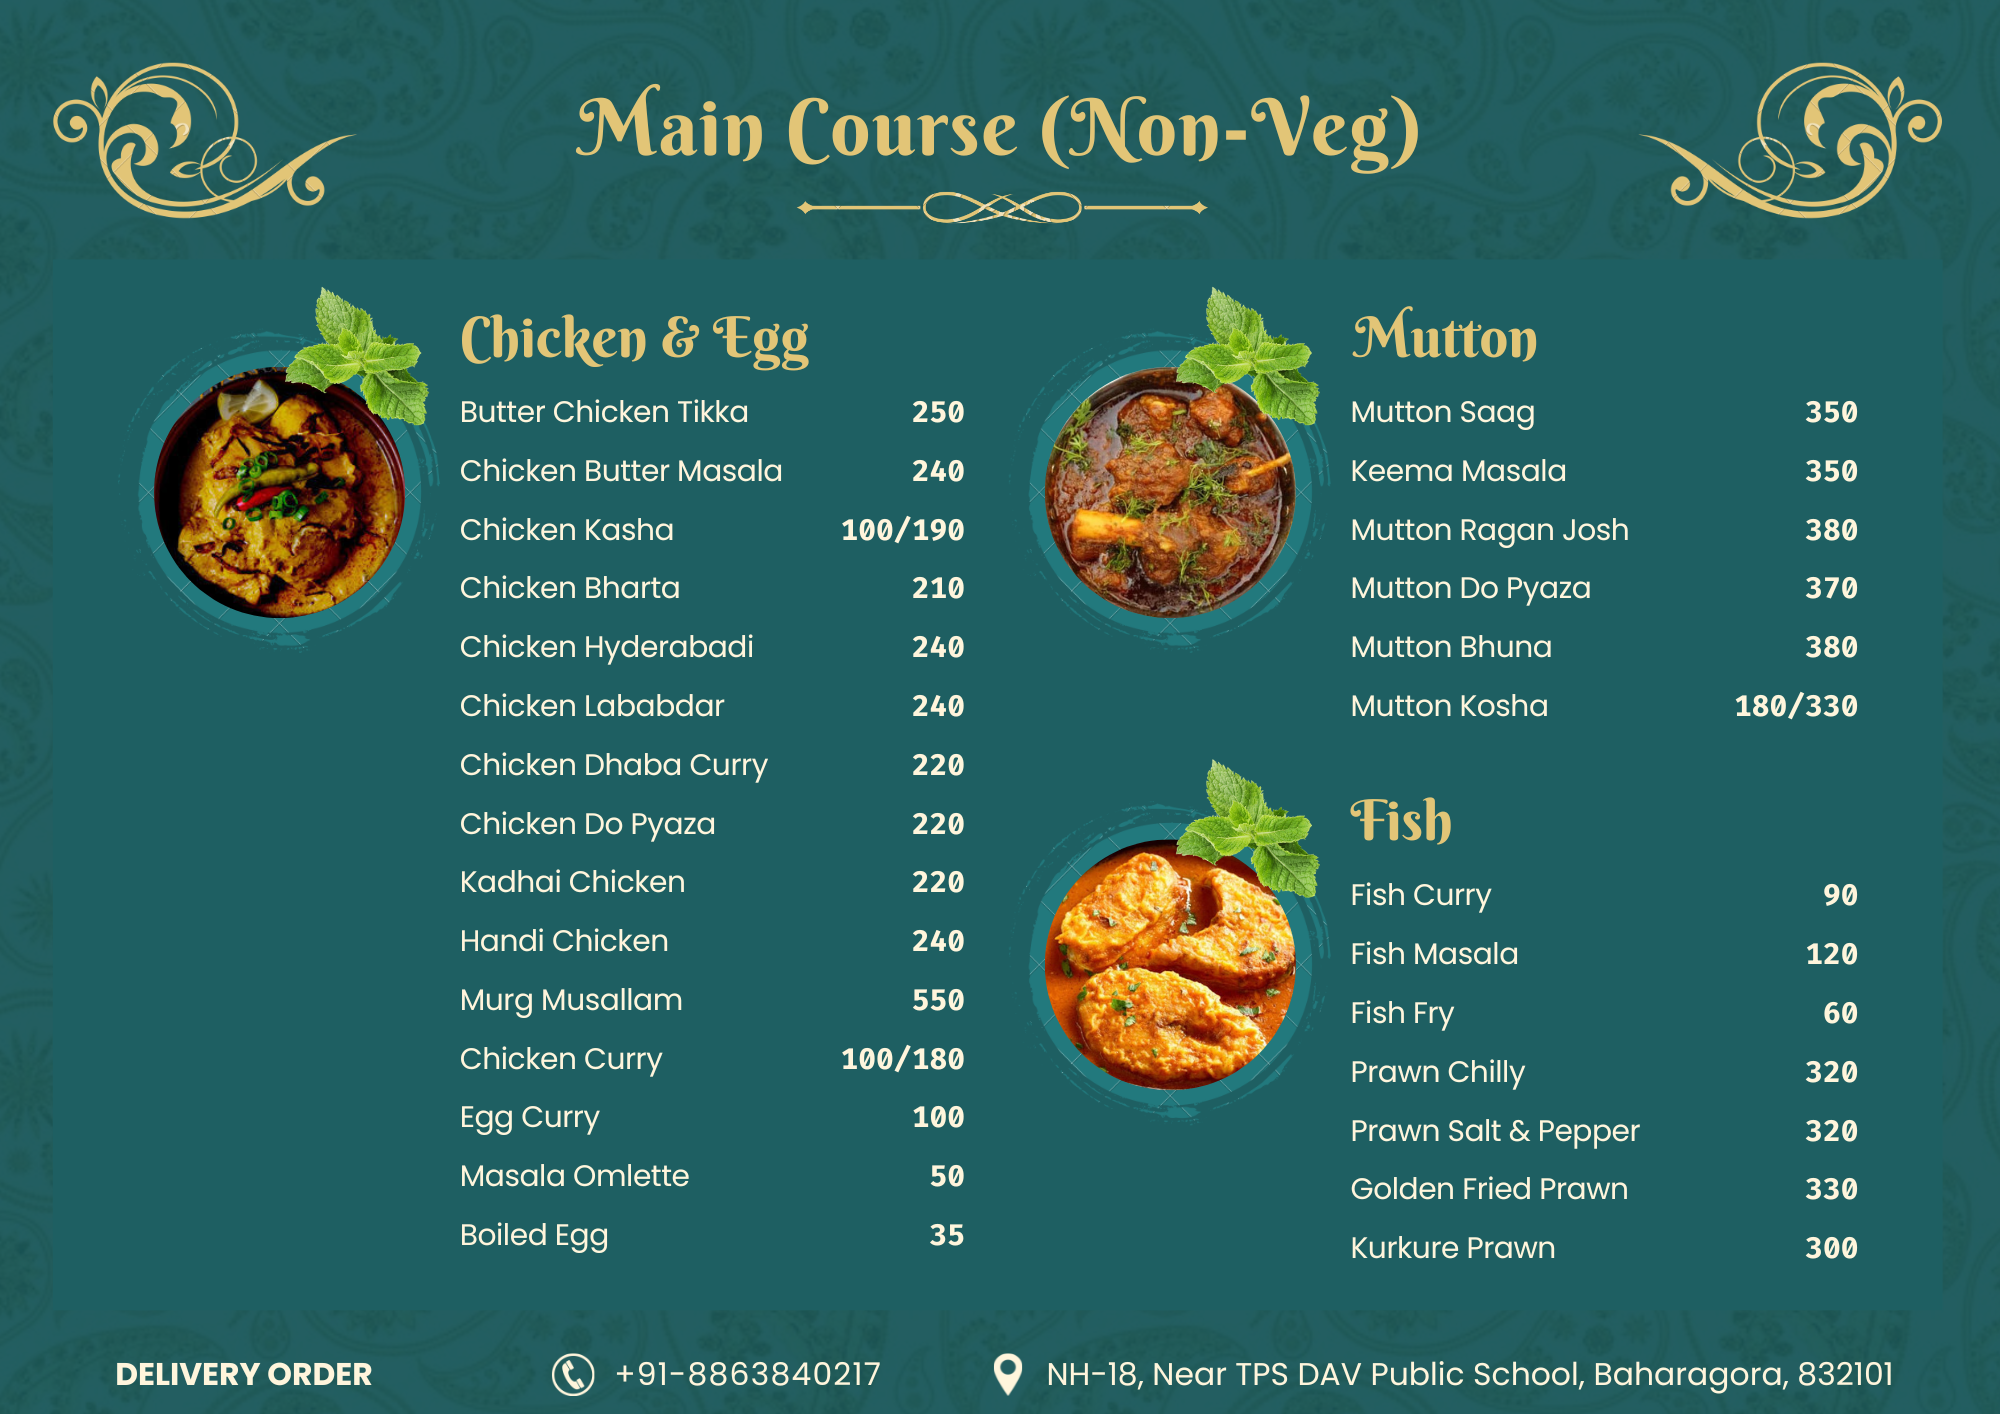 Main Course (Non-Veg)
Chicken & Egg
Butter Chicken Tikka 250
Chicken Butter Masala 240
Chicken Kasha 100/190
Chicken Bharta 210
Chicken Hyderabadi 240
Chicken Lababdar 240
Chicken Dhaba Curry 220
Chicken Do Pyaza 220
Kadhai Chicken 220
Handi Chicken 240
Murg Musallam 550
Chicken Curry 100/180
Egg Curry 100
Masala Omlette 50
Boiled Egg 35
Mutton
Mutton Saag 350
Keema Masala 350
Mutton Ragan Josh 380
Mutton Do Pyaza 370
Mutton Bhuna 380
Mutton Kosha 180/330
Fish
Fish Curry 90
Fish Masala 120
Fish Fry 60
Prawn Chilly 320
Prawn Salt & Pepper 320
Golden Fried Prawn 330
Kurkure Prawn 300
DELIVERY ORDER +91-8863840217 NH-18, Near TPS DAV Public School, Baharagora, 832101